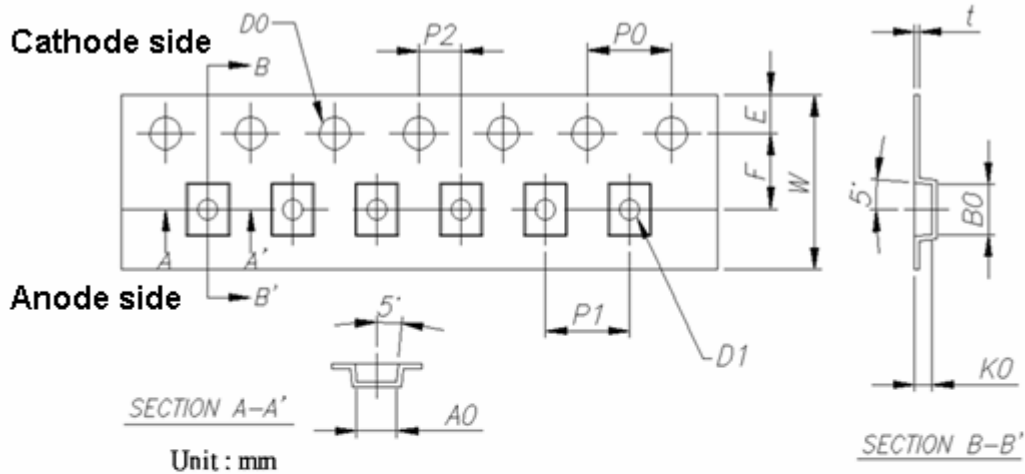 D0
P2
P0
t
Cathode side
B
E
F
W
5°
B0
A
A'
Anode side
B'
5°
P1
D1
K0
SECTION A-A'
A0
Unit : mm
SECTION B-B'